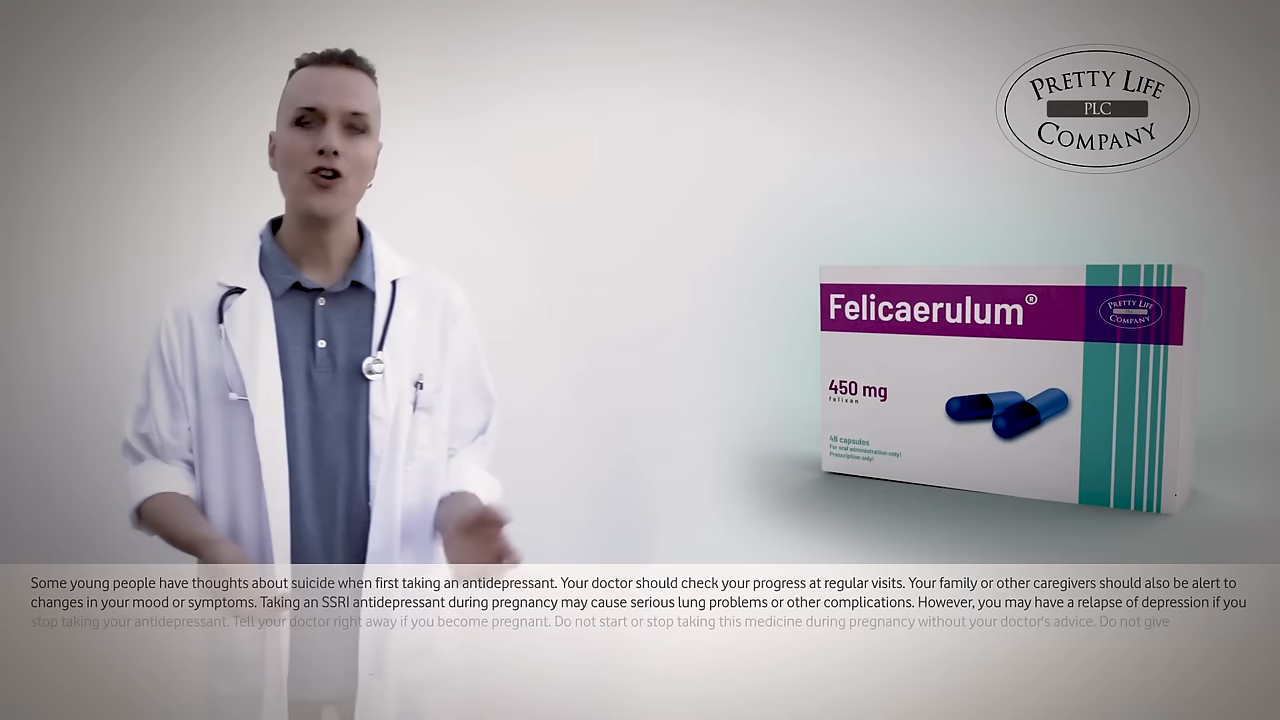 PRETTY LIFE
PLC
COMPANY
Felicaerulum®
PRETTY LIFE
PLC
COMPANY
450 mg
felixan
48 capsules
For oral administration only!
Prescription only!
Some young people have thoughts about suicide when first taking an antidepressant. Your doctor should check your progress at regular visits. Your family or other caregivers should also be alert to
changes in your mood or symptoms. Taking an SSRI antidepressant during pregnancy may cause serious lung problems or other complications. However, you may have a relapse of depression if you
stop taking your antidepressant. Tell your doctor right away if you become pregnant. Do not start or stop taking this medicine during pregnancy without your doctor's advice. Do not give